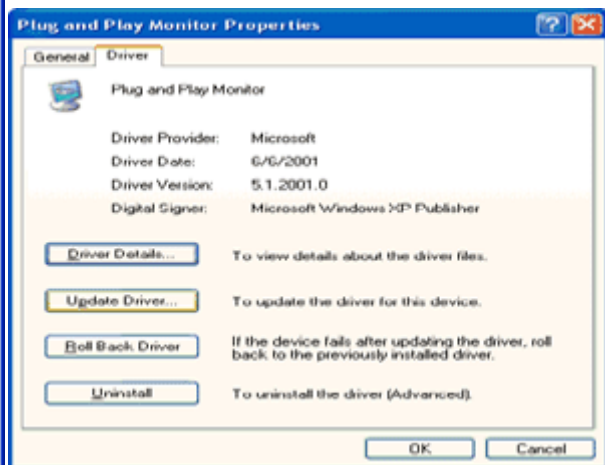 Plug and Play Monitor Properties
General Driver
Plug and Play Monitor
Driver Provider: Microsoft
Driver Date: 6/6/2001
Driver Version: 5.1.2001.0
Digital Signer: Microsoft Windows XP Publisher
Driver Details... To view details about the driver files.
Update Driver... To update the driver for this device.
Roll Back Driver If the device fails after updating the driver, roll
back to the previously installed driver.
Uninstall To uninstall the driver (Advanced).
OK Cancel